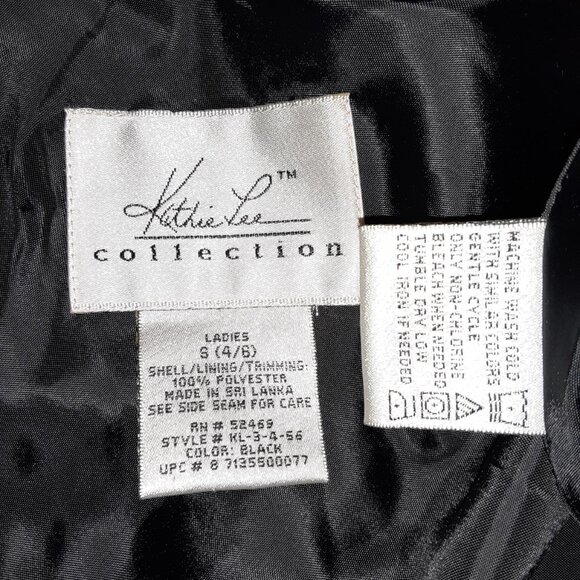 Kathie Lee™
collection
LADIES
S (4/6)
SHELL/LINING/TRIMMING:
100% POLYESTER
MADE IN SRI LANKA
SEE SIDE SEAM FOR CARE
RN # 52469
STYLE # KL-3-4-56
COLOR: BLACK
UPC # 8 7135500077
MACHINE WASH COLD
WITH SIMILAR COLORS
GENTLE CYCLE
ONLY NON-CHLORINE
BEACH WHEN NEEDED
TUMBLE DRY LOW
COOL IRON IF NEEDED